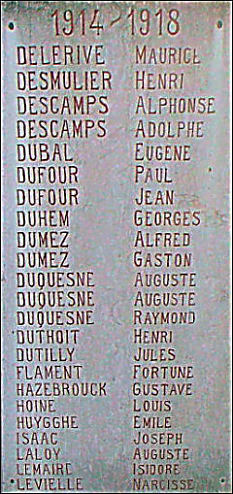 1914-1918
DELERIVE MAURICE
DESMULIER HENRI
DESCAMPS ALPHONSE
DESCAMPS ADOLPHE
DUBAL EUGENE
DUFOUR PAUL
DUFOUR JEAN
DUHEM GEORGES
DUMEZ ALFRED
DUMEZ GASTON
DUQUESNE AUGUSTE
DUQUESNE AUGUSTE
DUQUESNE RAYMOND
DUTHOIT HENRI
DUTILLY JULES
FLAMENT FORTUNE
HAZEBROUCK GUSTAVE
HOINE LOUIS
HUYGGHE EMILE
ISAAC JOSEPH
LALOY AUGUSTE
LEMAIRE ISIDORE
LEVIELLE NARCISSE